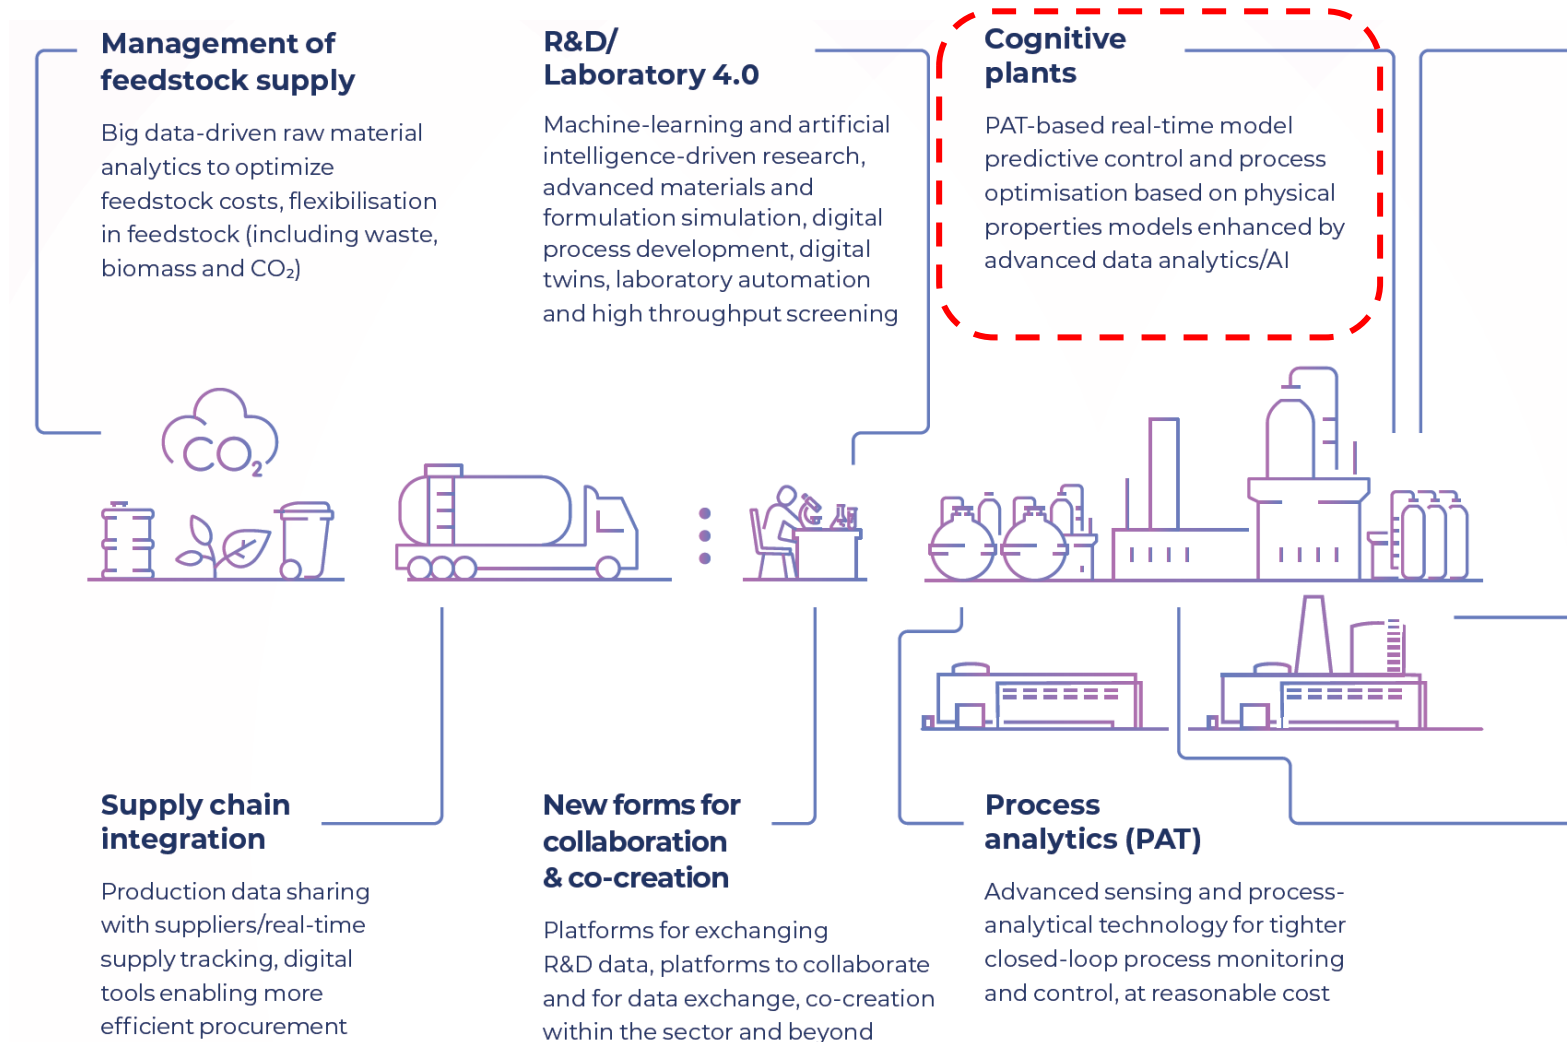 Management of
feedstock supply
Big data-driven raw material
analytics to optimize
feedstock costs, flexibilisation
in feedstock (including waste,
biomass and CO₂)
R&D/
Laboratory 4.0
Machine-learning and artificial
intelligence-driven research,
advanced materials and
formulation simulation, digital
process development, digital
twins, laboratory automation
and high throughput screening
Cognitive
plants
PAT-based real-time model
predictive control and process
optimisation based on physical
properties models enhanced by
advanced data analytics/AI
CO₂
Supply chain
integration
Production data sharing
with suppliers/real-time
supply tracking, digital
tools enabling more
efficient procurement
New forms for
collaboration
& co-creation
Platforms for exchanging
R&D data, platforms to collaborate
and for data exchange, co-creation
within the sector and beyond
Process
analytics (PAT)
Advanced sensing and process-
analytical technology for tighter
closed-loop process monitoring
and control, at reasonable cost